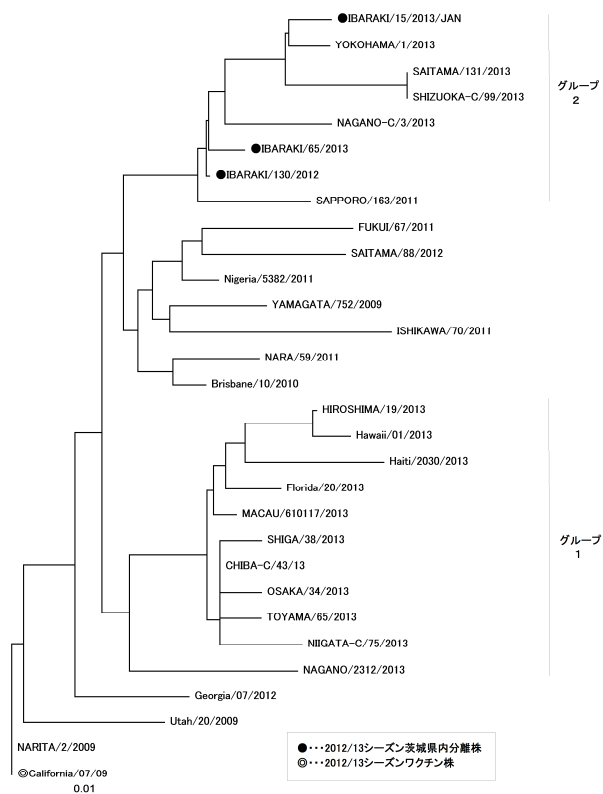 ●IBARAKI/15/2013/JAN
YOKOHAMA/1/2013
SAITAMA/131/2013
SHIZUOKA-C/99/2013
NAGANO-C/3/2013
●IBARAKI/65/2013
●IBARAKI/130/2012
SAPPORO/163/2011
グループ
2
FUKUI/67/2011
SAITAMA/88/2012
Nigeria/5382/2011
YAMAGATA/752/2009
ISHIKAWA/70/2011
NARA/59/2011
Brisbane/10/2010
HIROSHIMA/19/2013
Hawaii/01/2013
Haiti/2030/2013
Florida/20/2013
MACAU/610117/2013
SHIGA/38/2013
CHIBA-C/43/13
OSAKA/34/2013
TOYAMA/65/2013
NIIGATA-C/75/2013
NAGANO/2312/2013
グループ
1
Georgia/07/2012
Utah/20/2009
NARITA/2/2009
◎California/07/09
0.01
●･･･2012/13シーズン茨城県内分離株
◎･･･2012/13シーズンワクチン株